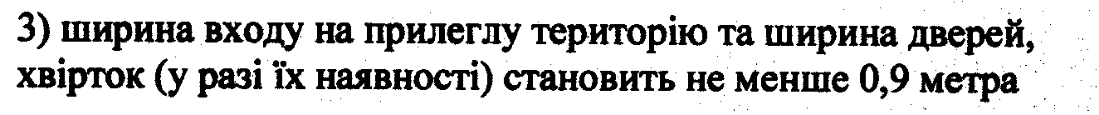 3) ширина входу на прилеглу територію та ширина дверей,
хвірток (у разі їх наявності) становить не менше 0,9 метра